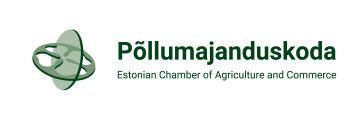 Põllumajanduskoda
Estonian Chamber of Agriculture and Commerce